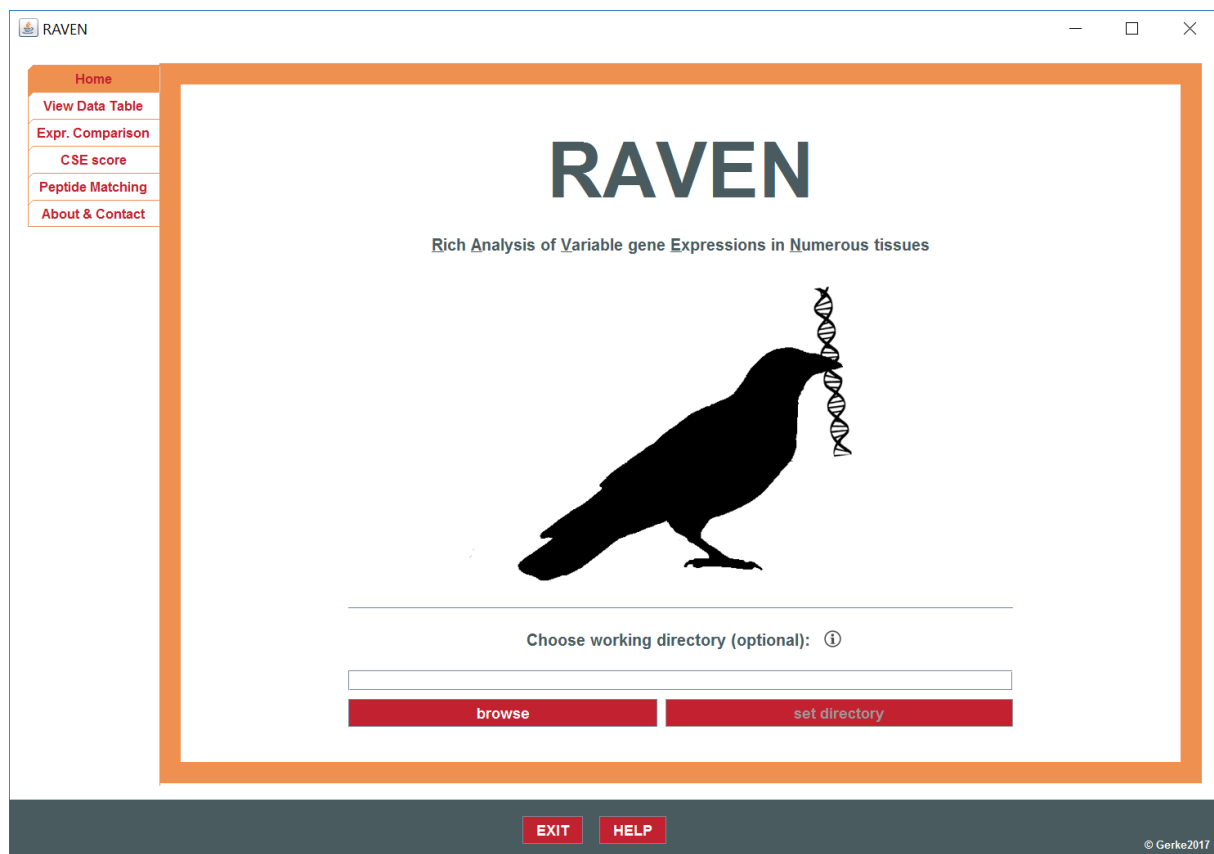 RAVEN
Home
View Data Table
Expr. Comparison
CSE score
Peptide Matching
About & Contact
RAVEN
Rich Analysis of Variable gene Expressions in Numerous tissues
Choose working directory (optional):
browse
set directory
EXIT
HELP
© Gerke2017